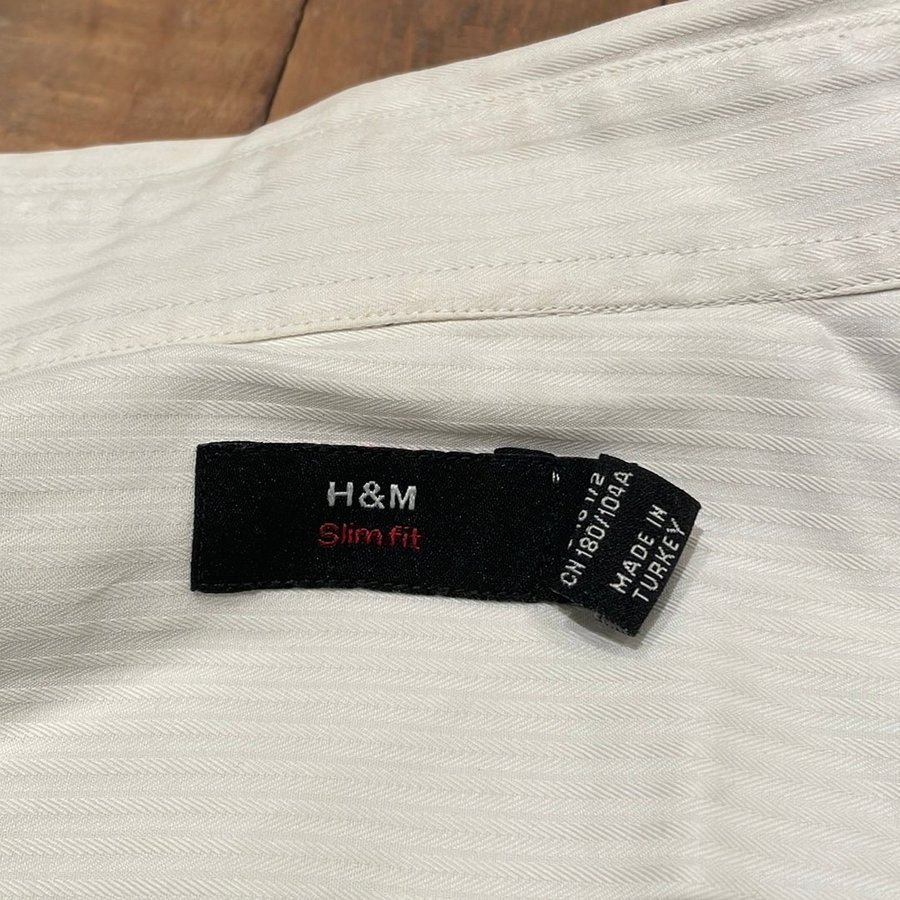 H&M
Slim fit
CN 180/104A
MADE IN
TURKEY